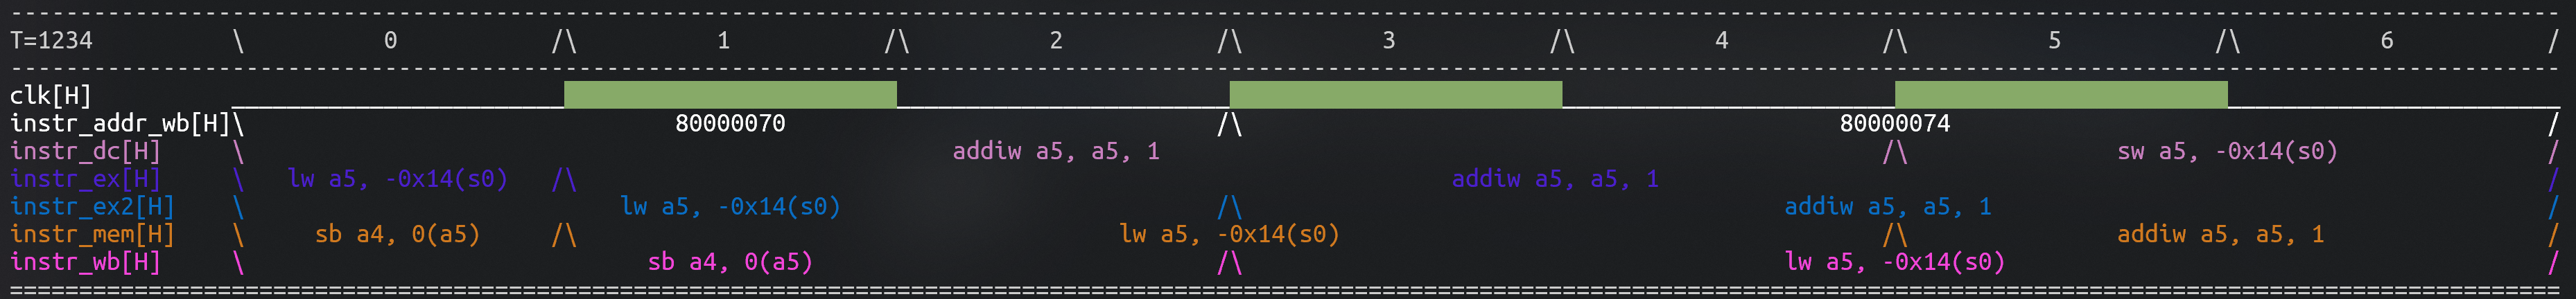 T=1234 \ 0 /\ 1 /\ 2 /\ 3 /\ 4 /\ 5 /\ 6 /
clk[H]
instr_addr_wb[H]\ 80000070 /\ 80000074 /
instr_dc[H] \ addiw a5, a5, 1 /\ sw a5, -0x14(s0) /
instr_ex[H] \ lw a5, -0x14(s0) /\ addiw a5, a5, 1 /
instr_ex2[H] \ lw a5, -0x14(s0) /\ addiw a5, a5, 1 /
instr_mem[H] \ sb a4, 0(a5) /\ lw a5, -0x14(s0) /\ addiw a5, a5, 1 /
instr_wb[H] \ sb a4, 0(a5) /\ lw a5, -0x14(s0) /